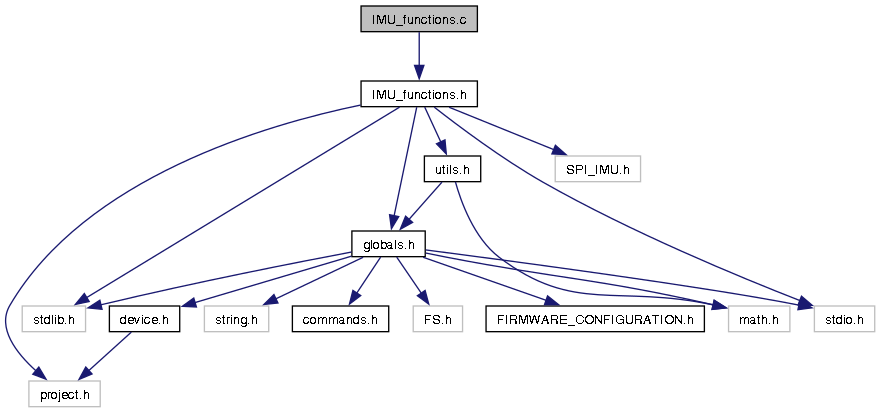 IMU_functions.c
IMU_functions.h
utils.h
SPI_IMU.h
globals.h
stdlib.h
device.h
string.h
commands.h
FS.h
FIRMWARE_CONFIGURATION.h
math.h
stdio.h
project.h